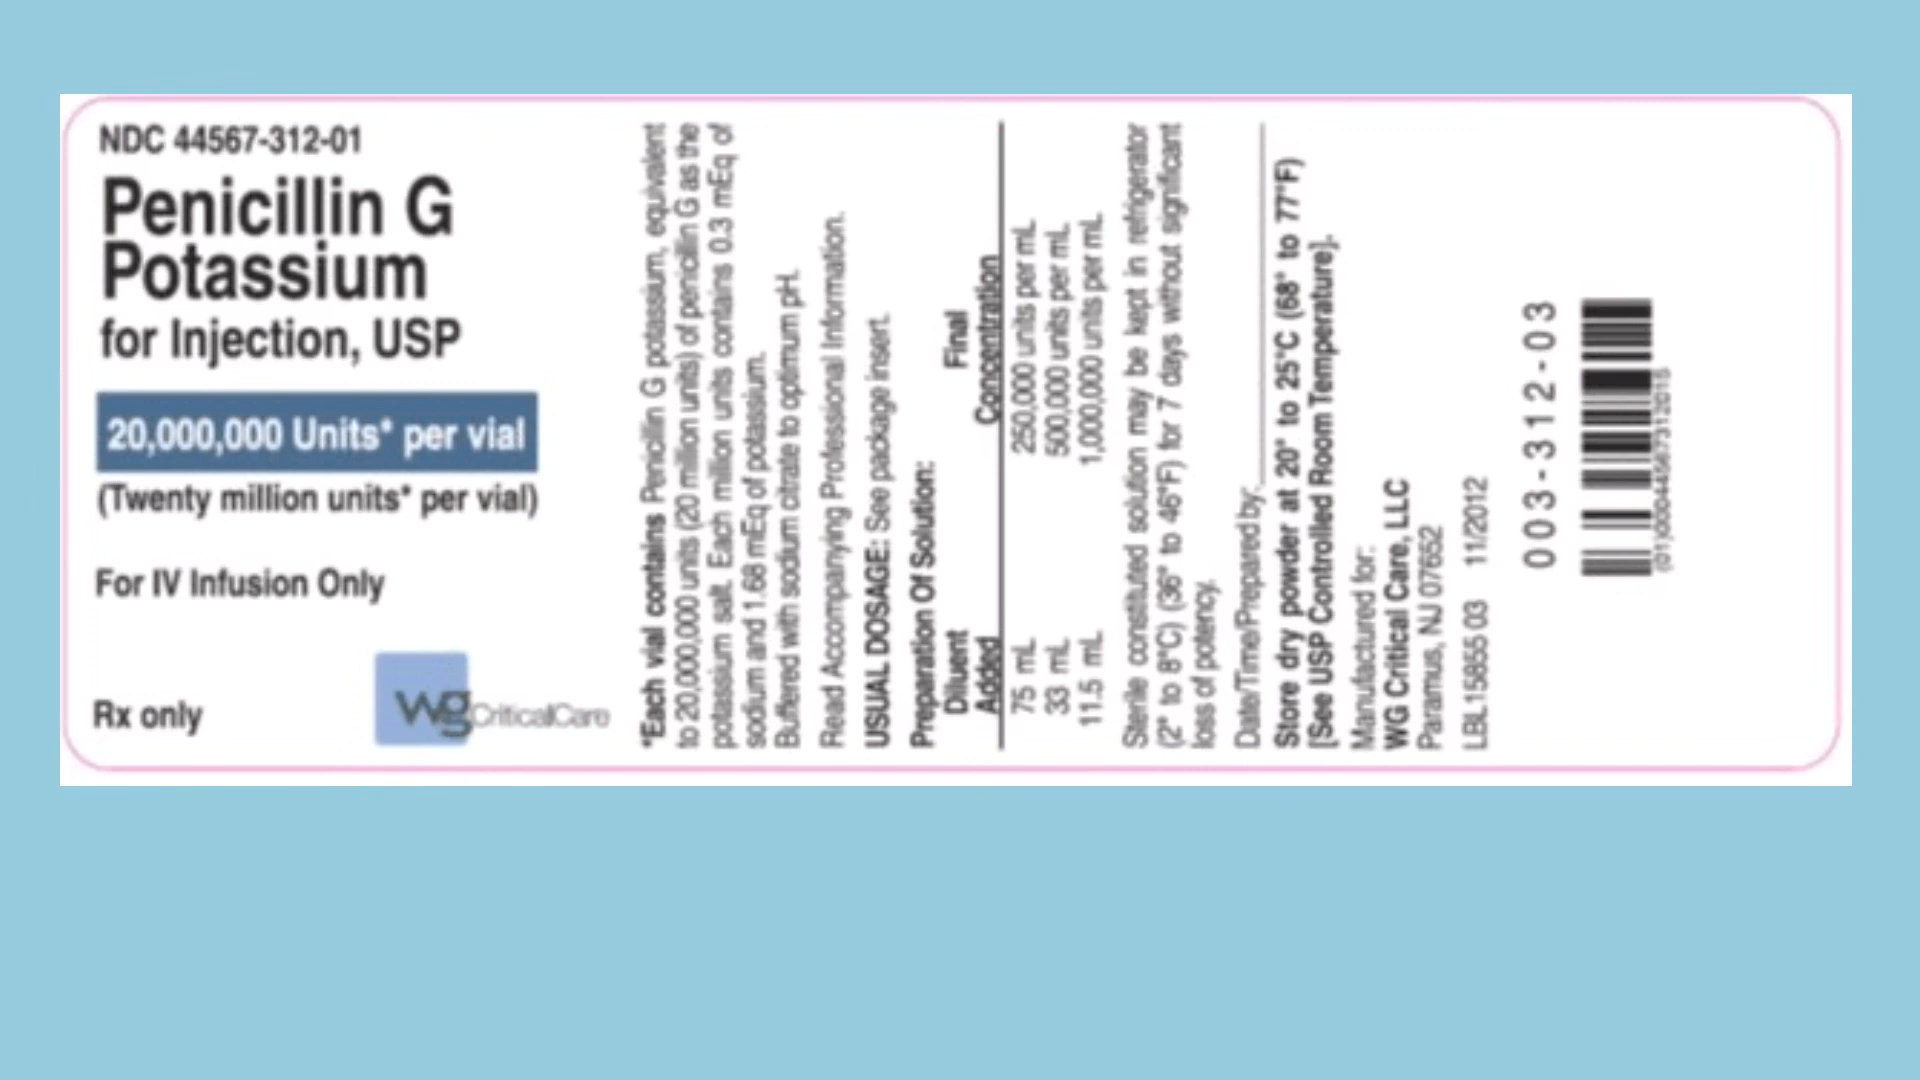 NDC 44567-312-01
Penicillin G
Potassium
for Injection, USP
20,000,000 Units* per vial
(Twenty million units* per vial)
For IV Infusion Only
Rx only
wg CriticalCare
*Each vial contains Penicillin G potassium, equivalent
to 20,000,000 units (20 million units) of penicillin G as the
potassium salt. Each million units contains 0.3 mEq of
sodium and 1.68 mEq of potassium.
Buffered with sodium citrate to optimum pH.
Read Accompanying Professional Information.
USUAL DOSAGE: See package insert.
Preparation Of Solution:
Diluent Final
Added Concentration
75 mL 250,000 units per mL
33 mL 500,000 units per mL
11.5 mL 1,000,000 units per mL
Sterile constituted solution may be kept in refrigerator
(2° to 8°C) (36° to 46°F) for 7 days without significant
loss of potency.
Date/Time/Prepared by:
Store dry powder at 20° to 25°C (68° to 77°F)
[See USP Controlled Room Temperature].
Manufactured for:
WG Critical Care, LLC
Paramus, NJ 07652
LBL15855 03 11/2012
003-312-03
(01)00044567312015